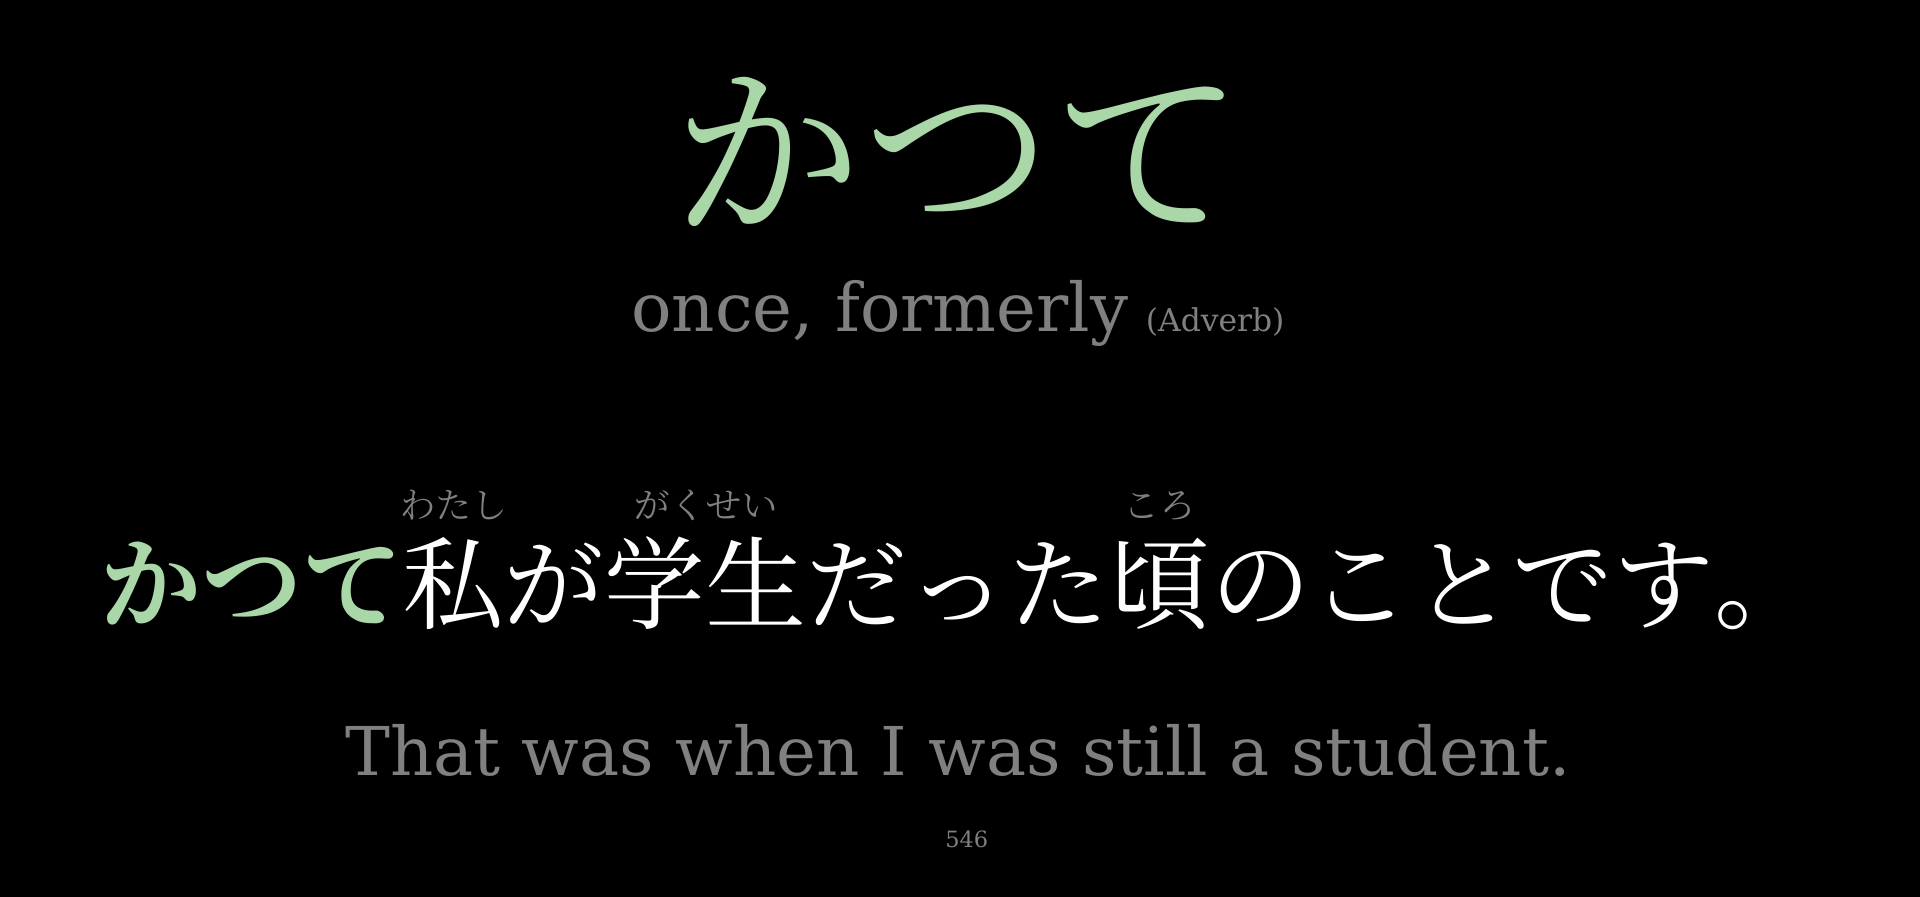 かつて
once, formerly (Adverb)
わたし がくせい ころ
かつて私が学生だった頃のことです。
That was when I was still a student.
546